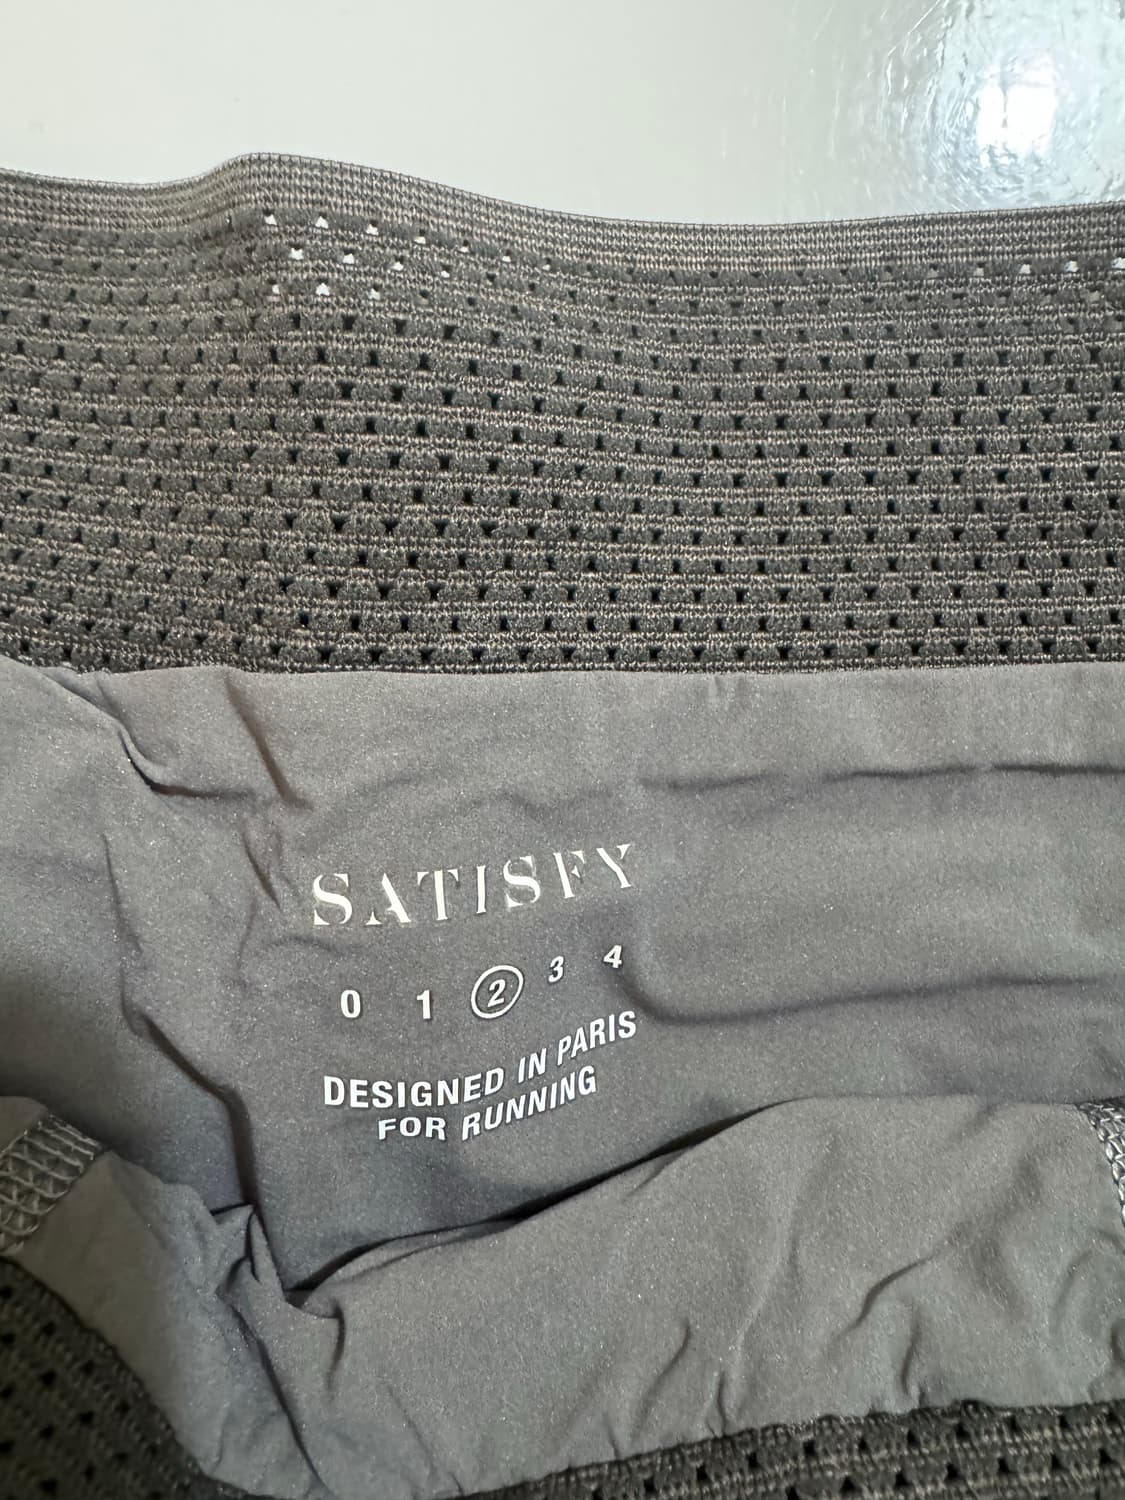 SATISFY
0 1 2 3 4
DESIGNED IN PARIS
FOR RUNNING